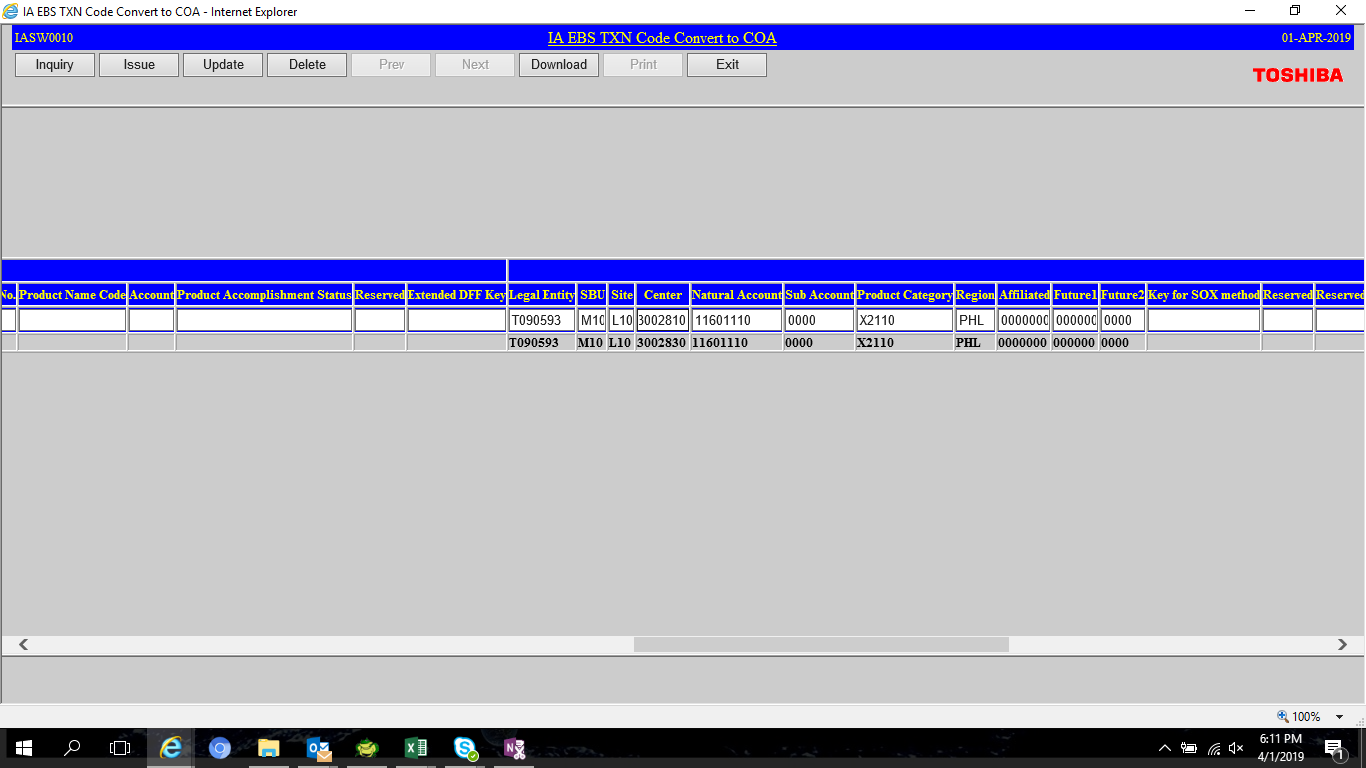 IA EBS TXN Code Convert to COA - Internet Explorer
IASW0010 IA EBS TXN Code Convert to COA 01-APR-2019
Inquiry Issue Update Delete Prev Next Download Print Exit
TOSHIBA
No. Product Name Code Account Product Accomplishment Status Reserved Extended DFF Key Legal Entity SBU Site Center Natural Account Sub Account Product Category Region Affiliated Future1 Future2 Key for SOX method Reserved Reserved
T090593 M10 L10 3002810 11601110 0000 X2110 PHL 0000000 000000 0000
T090593 M10 L10 3002830 11601110 0000 X2110 PHL 0000000 000000 0000
100%
6:11 PM
4/1/2019
1